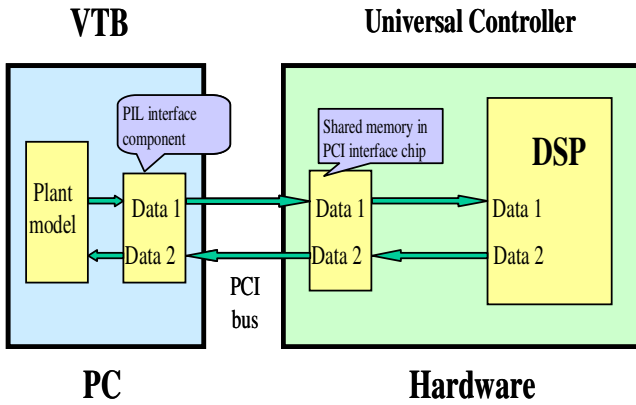 VTB
Universal Controller
PIL interface
component
Shared memory in
PCI interface chip
DSP
Plant
model
Data 1
Data 2
Data 1
Data 2
Data 1
Data 2
PCI
bus
PC
Hardware